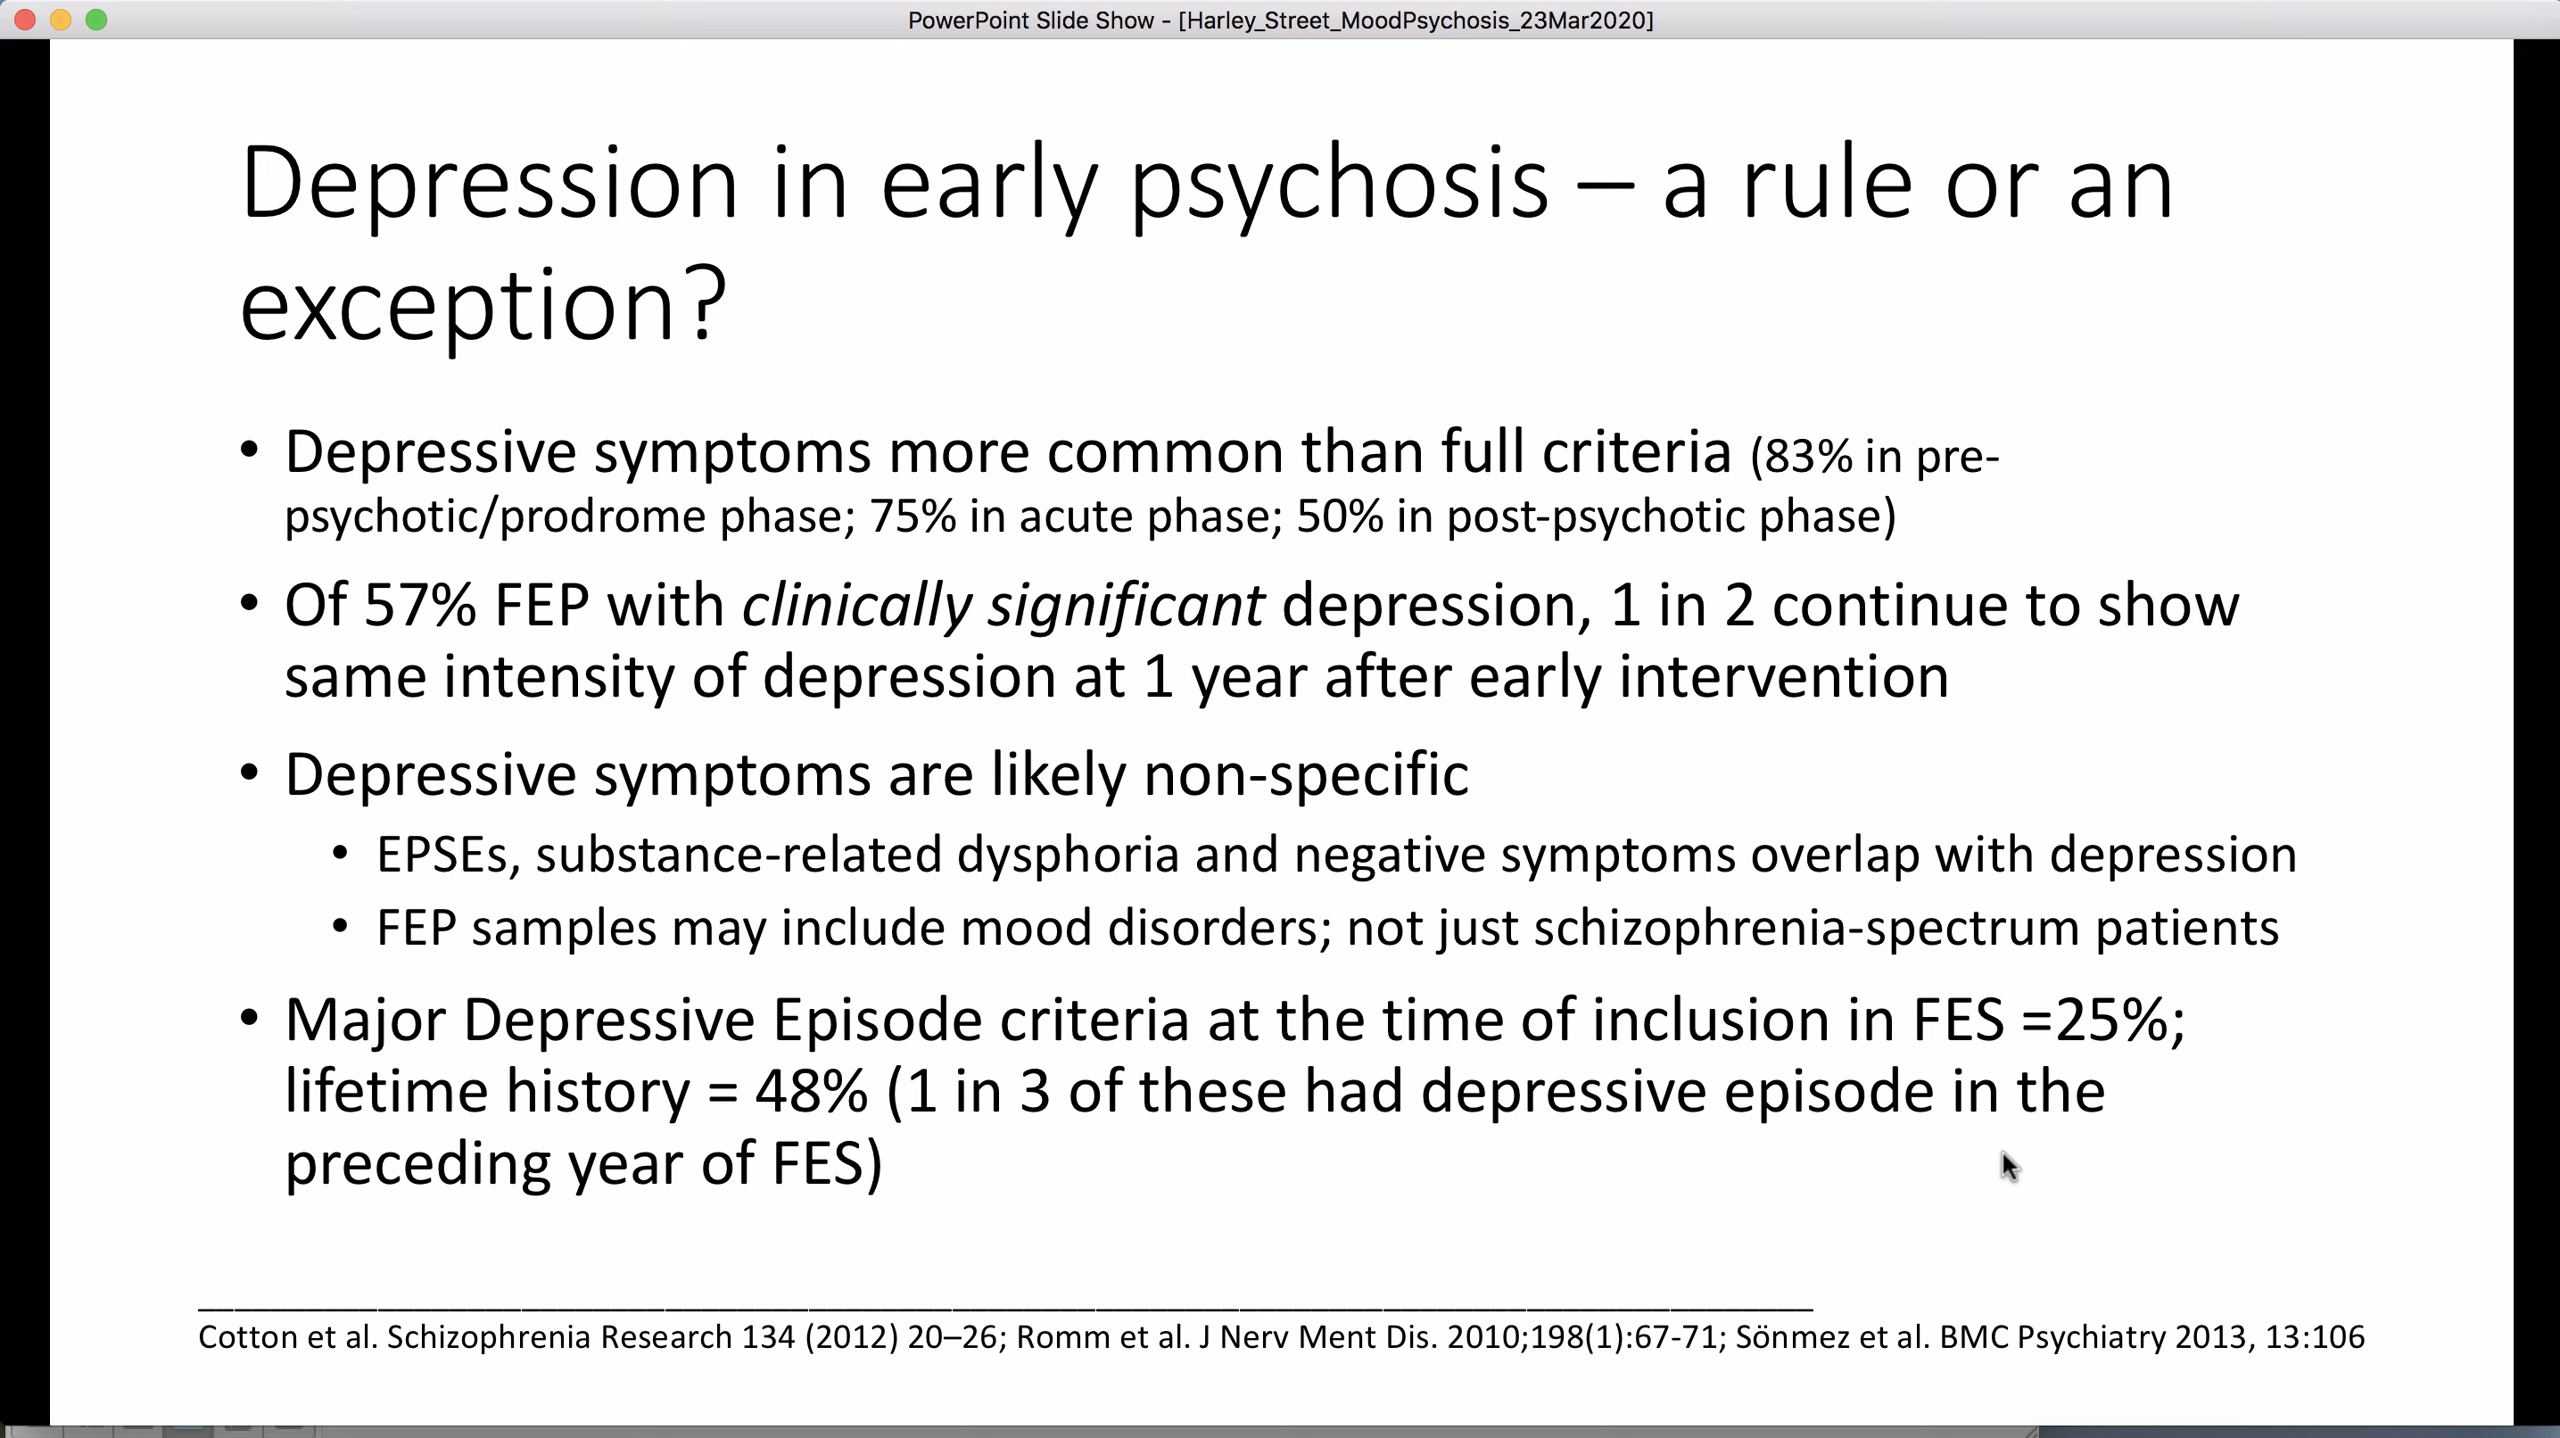 PowerPoint Slide Show - [Harley_Street_MoodPsychosis_23Mar2020]
Depression in early psychosis – a rule or an
exception?
• Depressive symptoms more common than full criteria (83% in pre-
psychotic/prodrome phase; 75% in acute phase; 50% in post-psychotic phase)
• Of 57% FEP with clinically significant depression, 1 in 2 continue to show
same intensity of depression at 1 year after early intervention
• Depressive symptoms are likely non-specific
• EPSEs, substance-related dysphoria and negative symptoms overlap with depression
• FEP samples may include mood disorders; not just schizophrenia-spectrum patients
• Major Depressive Episode criteria at the time of inclusion in FES =25%;
lifetime history = 48% (1 in 3 of these had depressive episode in the
preceding year of FES)
Cotton et al. Schizophrenia Research 134 (2012) 20–26; Romm et al. J Nerv Ment Dis. 2010;198(1):67-71; Sönmez et al. BMC Psychiatry 2013, 13:106